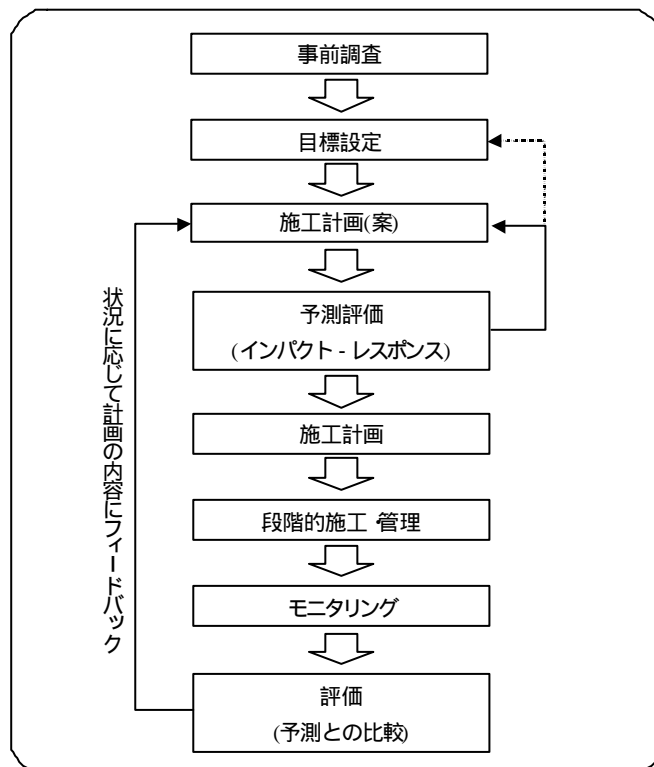 事前調査
目標設定
施工計画(案)
予測評価
(インパクト - レスポンス)
施工計画
段階的施工・管理
モニタリング
評価
(予測との比較)
状況に応じて計画の内容にフィードバック